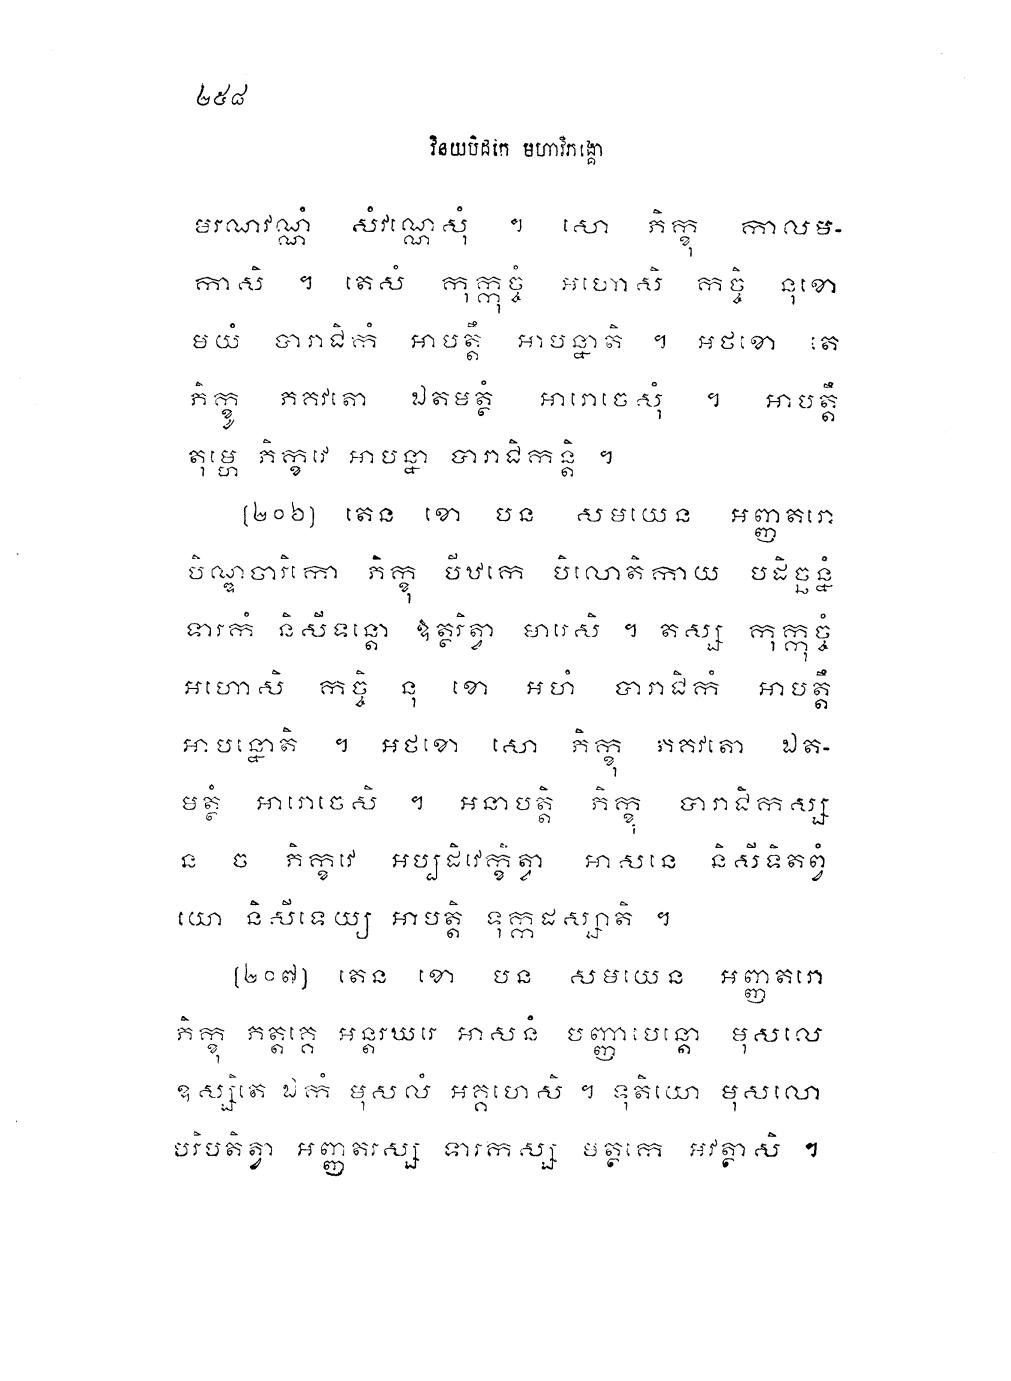 ២៥៨
វិនយបិដកេ មហាវិភង្គោ
មរណវណ្ណំ សំវណ្ណេសុំ ។ សោ ភិក្ខុ កាលម-
កាសិ ។ តេសំ កុក្កុច្ចំ អហោសិ កច្ចិ នុខោ
មយំ បារាជិកំ អាបត្តឹ អាបន្នាតិ ។ អថខោ តេ
ភិក្ខូ ភគវតោ ឯតមត្ថំ អារោចេសុំ ។ អាបត្តឹ
តុម្ហេ ភិក្ខវេ អាបន្នា បារាជិកន្តិ ។
(២០៦) តេន ខោ បន សមយេន អញ្ញតរោ
បិណ្ឌចារិកោ ភិក្ខុ បីឋកេ បិលោតិកាយ បដិច្ឆន្នំ
ទារកំ និសីទន្តោ ឱត្ថរិត្វា មារេសិ ។ តស្ស កុក្កុច្ចំ
អហោសិ កច្ចិ នុ ខោ អហំ បារាជិកំ អាបត្តឹ
អាបន្នោតិ ។ អថខោ សោ ភិក្ខុ ភគវតោ ឯត-
មត្ថំ អារោចេសិ ។ អនាបត្តិ ភិក្ខុ បារាជិកស្ស
ន ច ភិក្ខវេ អប្បដិវេក្ខិត្វា អាសនេ និសីទិតព្វំ
យោ និសីទេយ្យ អាបត្តិ ទុក្កដស្សាតិ ។
(២០៧) តេន ខោ បន សមយេន អញ្ញតរោ
ភិក្ខុ ភត្តគ្គេ អន្តរឃរេ អាសនំ បញ្ញាបេន្តោ មុសលេ
ឧស្សិតេ ឯកំ មុសលំ អគ្គហេសិ ។ ទុតិយោ មុសលោ
បរិបតិត្វា អញ្ញតរស្ស ទារកស្ស មត្ថកេ អវត្ថាសិ ។